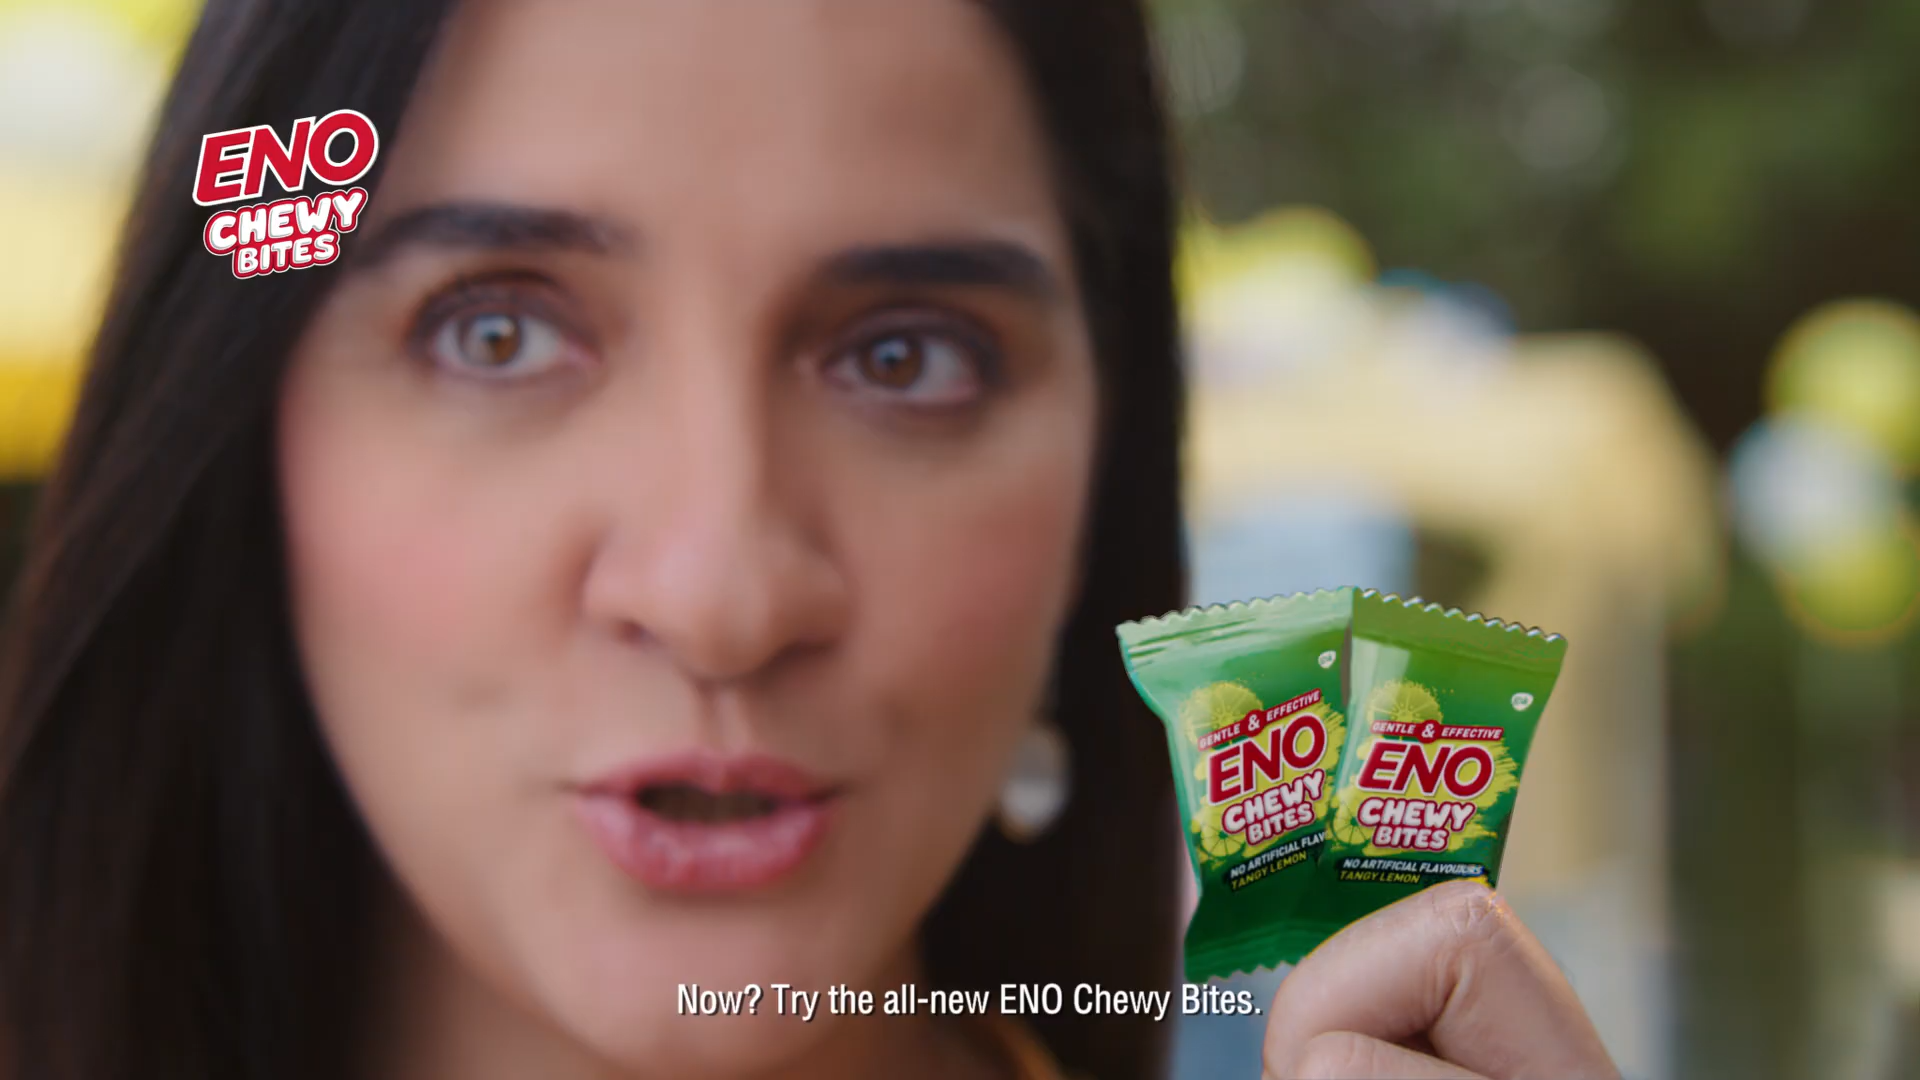 ENO
CHEWY
BITES
GENTLE & EFFECTIVE
ENO
CHEWY
BITES
NO ARTIFICIAL FLAV
TANGY LEMON
GENTLE & EFFECTIVE
ENO
CHEWY
BITES
NO ARTIFICIAL FLAVOURS
TANGY LEMON
Now? Try the all-new ENO Chewy Bites.